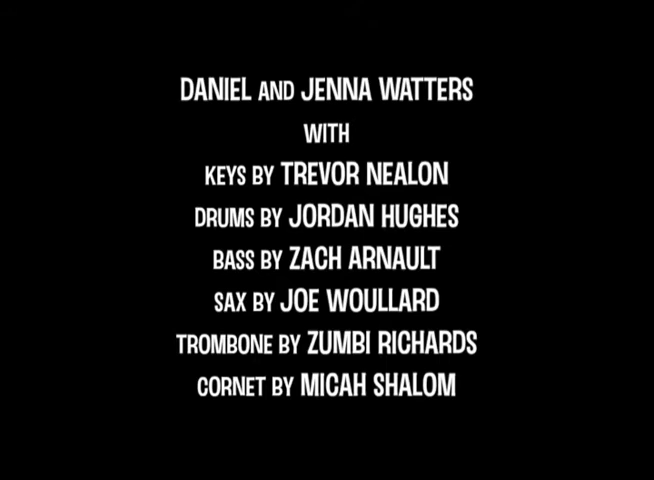 DANIEL AND JENNA WATTERS
WITH
KEYS BY TREVOR NEALON
DRUMS BY JORDAN HUGHES
BASS BY ZACH ARNAULT
SAX BY JOE WOULLARD
TROMBONE BY ZUMBI RICHARDS
CORNET BY MICAH SHALOM